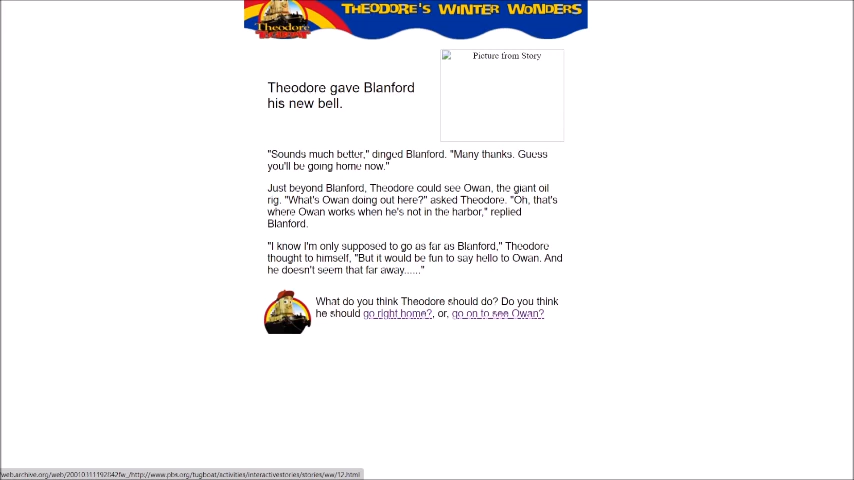 THEODORE'S WINTER WONDERS
Theodore
Picture from Story
Theodore gave Blanford
his new bell.
"Sounds much better," dinged Blanford. "Many thanks. Guess
you'll be going home now."
Just beyond Blanford, Theodore could see Owan, the giant oil
rig. "What's Owan doing out here?" asked Theodore. "Oh, that's
where Owan works when he's not in the harbor," replied
Blanford.
"I know I'm only supposed to go as far as Blanford," Theodore
thought to himself, "But it would be fun to say hello to Owan. And
he doesn't seem that far away......"
What do you think Theodore should do? Do you think
he should go right home?, or, go on to see Owan?
web.archive.org/web/20010311192642fw_/http://www.pbs.org/tugboat/activities/interactivestories/stories/ww/12.html